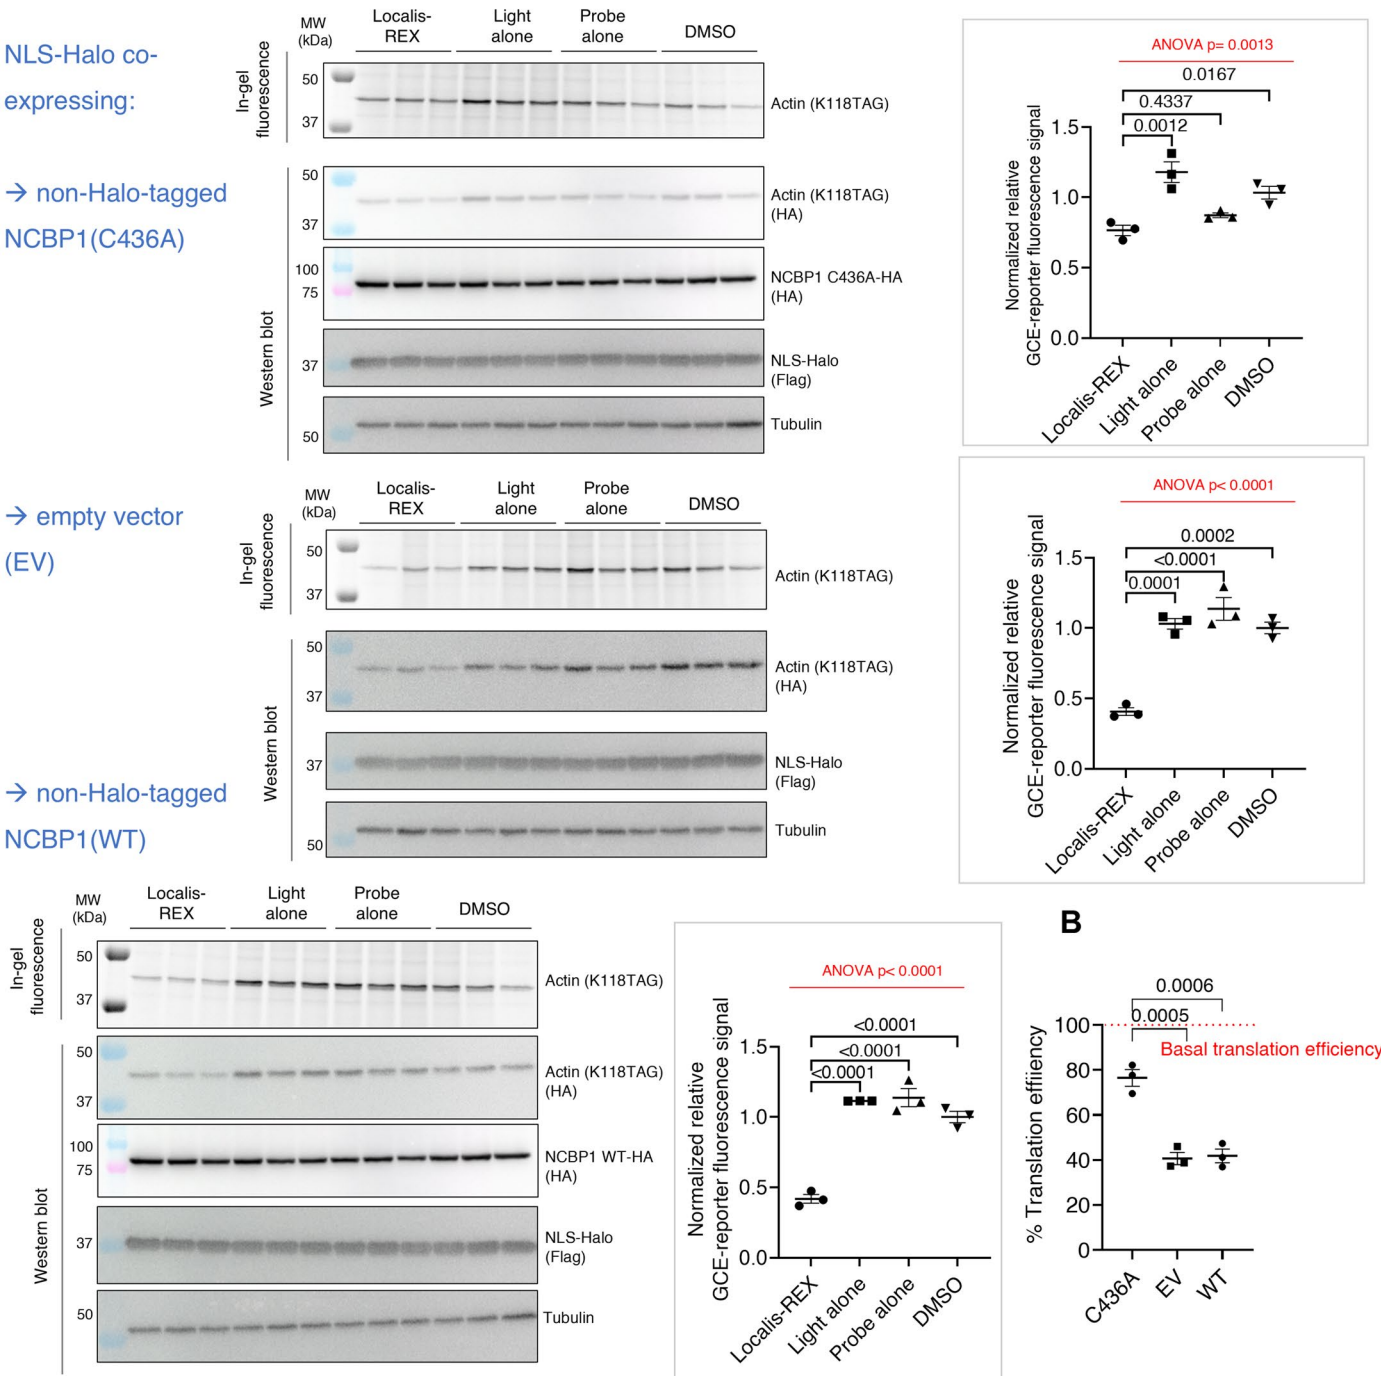 NLS-Halo co-
expressing:
→ non-Halo-tagged
NCBP1(C436A)
MW
(kDa)
Localis-
REX
Light
alone
Probe
alone
DMSO
In-gel
fluorescence
50
37
Actin (K118TAG)
Western blot
50
37
Actin (K118TAG)
(HA)
100
75
NCBP1 C436A-HA
(HA)
37
NLS-Halo
(Flag)
50
Tubulin
ANOVA p= 0.0013
0.0167
0.4337
0.0012
Normalized relative
GCE-reporter fluorescence signal
1.5
1.0
0.5
0.0
Localis-REX
Light alone
Probe alone
DMSO
→ empty vector
(EV)
MW
(kDa)
Localis-
REX
Light
alone
Probe
alone
DMSO
In-gel
fluorescence
50
37
Actin (K118TAG)
Western blot
50
37
Actin (K118TAG)
(HA)
37
NLS-Halo
(Flag)
50
Tubulin
ANOVA p< 0.0001
0.0002
<0.0001
0.0001
Normalized relative
GCE-reporter fluorescence signal
1.5
1.0
0.5
0.0
Localis-REX
Light alone
Probe alone
DMSO
→ non-Halo-tagged
NCBP1(WT)
MW
(kDa)
Localis-
REX
Light
alone
Probe
alone
DMSO
In-gel
fluorescence
50
37
Actin (K118TAG)
Western blot
50
37
Actin (K118TAG)
(HA)
100
75
NCBP1 WT-HA
(HA)
37
NLS-Halo
(Flag)
50
Tubulin
ANOVA p< 0.0001
<0.0001
<0.0001
<0.0001
Normalized relative
GCE-reporter fluorescence signal
1.5
1.0
0.5
0.0
Localis-REX
Light alone
Probe alone
DMSO
B
0.0006
0.0005
Basal translation efficiency
% Translation effiiency
100
80
60
40
20
0
C436A
EV
WT